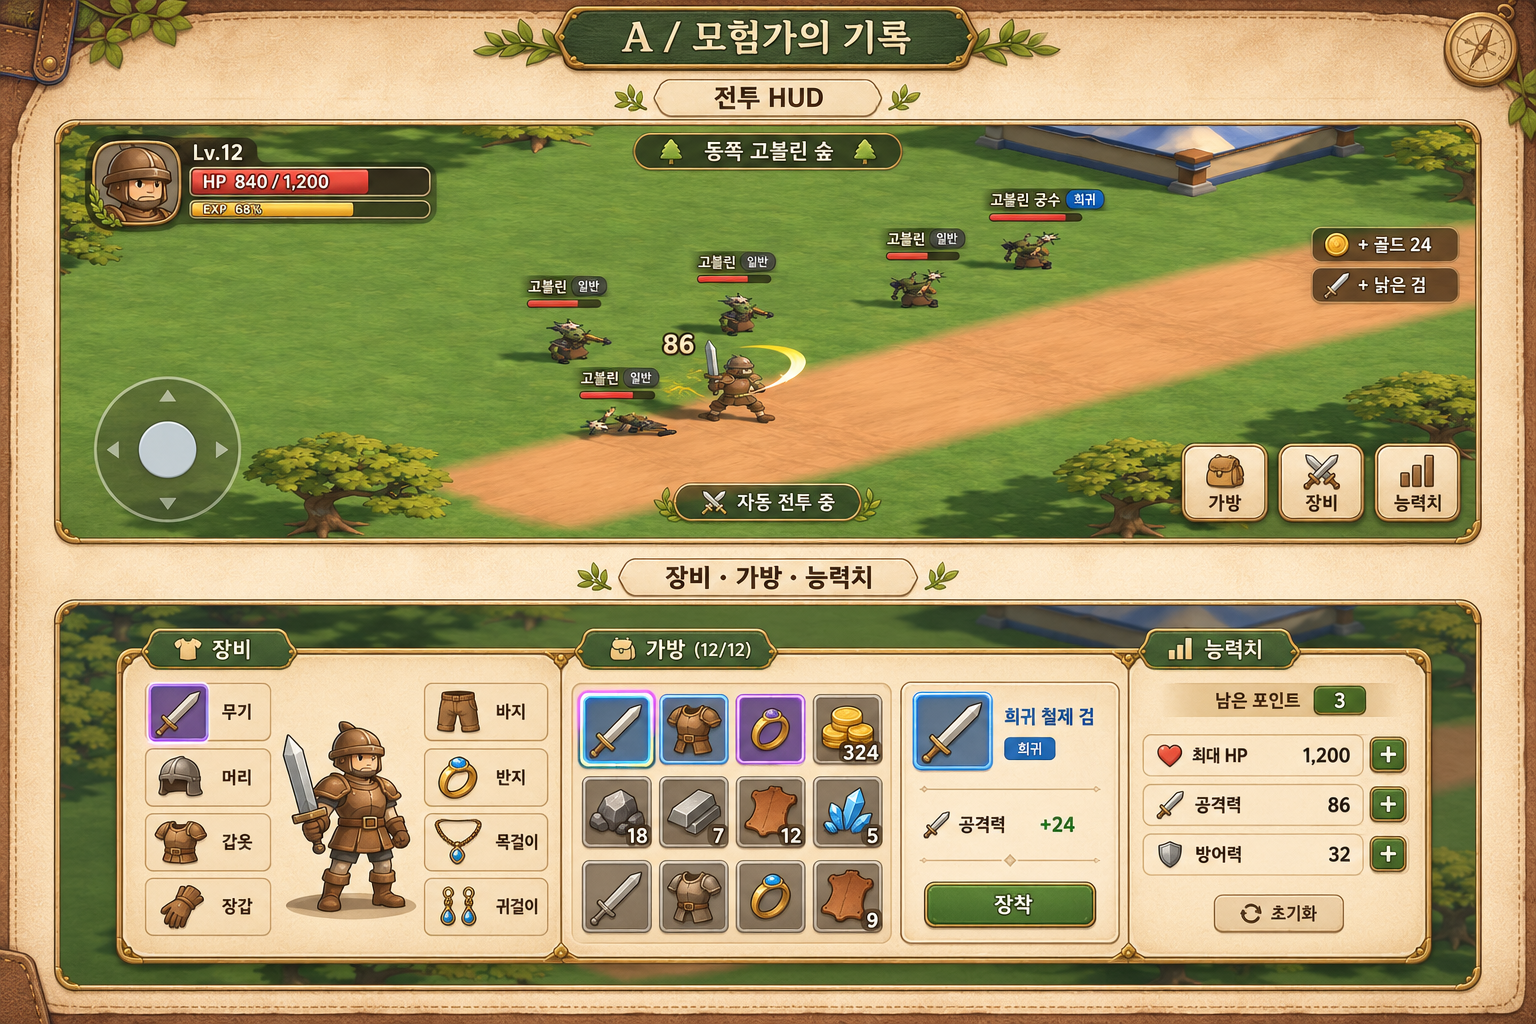 A / 모험가의 기록
전투 HUD
Lv.12
HP 840 / 1,200
EXP 68%
동쪽 고볼린 숲
고볼린 궁수 희귀
고볼린 일반
고볼린 일반
고볼린 일반
고볼린 일반
86
+ 골드 24
+ 낡은 검
자동 전투 중
가방
장비
능력치
장비 · 가방 · 능력치
장비
무기
머리
갑옷
장갑
바지
반지
목걸이
귀걸이
가방 (12/12)
324
18
7
12
5
9
희귀 철제 검
희귀
공격력 +24
장착
능력치
남은 포인트 3
최대 HP 1,200 +
공격력 86 +
방어력 32 +
초기화